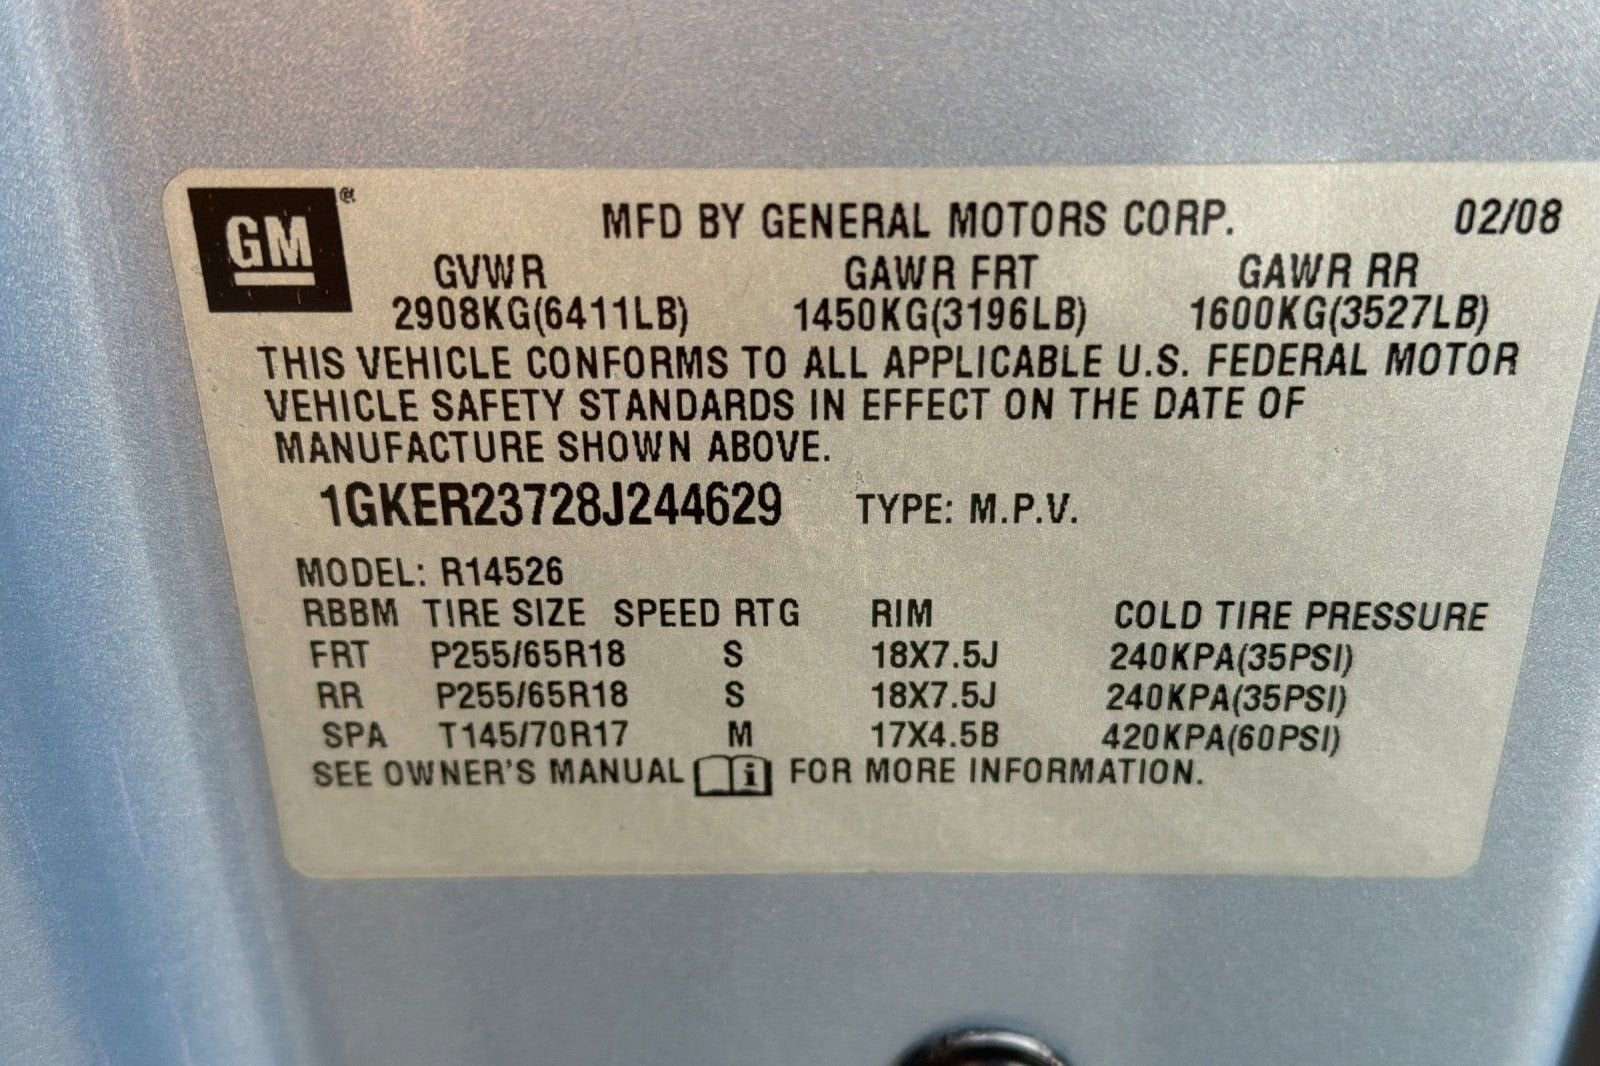 GM®
MFD BY GENERAL MOTORS CORP. 02/08
GVWR GAWR FRT GAWR RR
2908KG(6411LB) 1450KG(3196LB) 1600KG(3527LB)
THIS VEHICLE CONFORMS TO ALL APPLICABLE U.S. FEDERAL MOTOR
VEHICLE SAFETY STANDARDS IN EFFECT ON THE DATE OF
MANUFACTURE SHOWN ABOVE.
1GKER23728J244629 TYPE: M.P.V.
MODEL: R14526
RBBM TIRE SIZE SPEED RTG RIM COLD TIRE PRESSURE
FRT P255/65R18 S 18X7.5J 240KPA(35PSI)
RR P255/65R18 S 18X7.5J 240KPA(35PSI)
SPA T145/70R17 M 17X4.5B 420KPA(60PSI)
SEE OWNER'S MANUAL i FOR MORE INFORMATION.